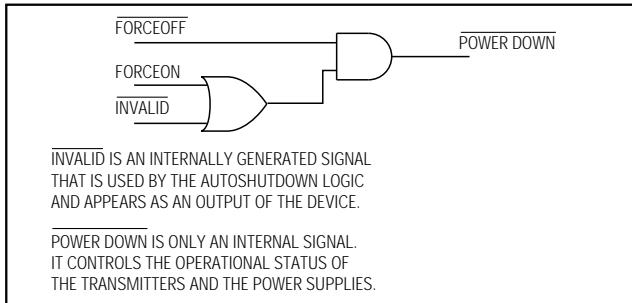 FORCEOFF
POWER DOWN
FORCEON
INVALID
INVALID IS AN INTERNALLY GENERATED SIGNAL
THAT IS USED BY THE AUTOSHUTDOWN LOGIC
AND APPEARS AS AN OUTPUT OF THE DEVICE.
POWER DOWN IS ONLY AN INTERNAL SIGNAL.
IT CONTROLS THE OPERATIONAL STATUS OF
THE TRANSMITTERS AND THE POWER SUPPLIES.